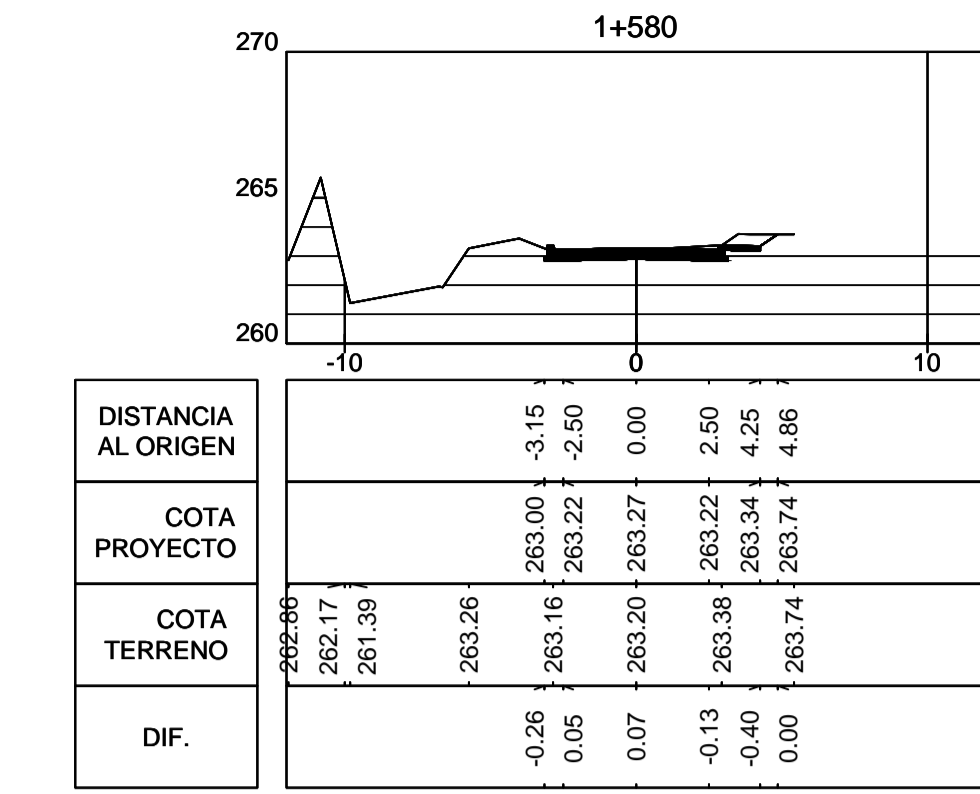 1+580
270
265
260
-10 0 10
DISTANCIA
AL ORIGEN
-3.15 -2.50 0.00 2.50 4.25 4.86
COTA
PROYECTO
263.00 263.22 263.27 263.22 263.34 263.74
COTA
TERRENO
262.86 262.17 261.39 263.26 263.16 263.20 263.38 263.74
DIF.
-0.26 0.05 0.07 -0.13 -0.40 0.00